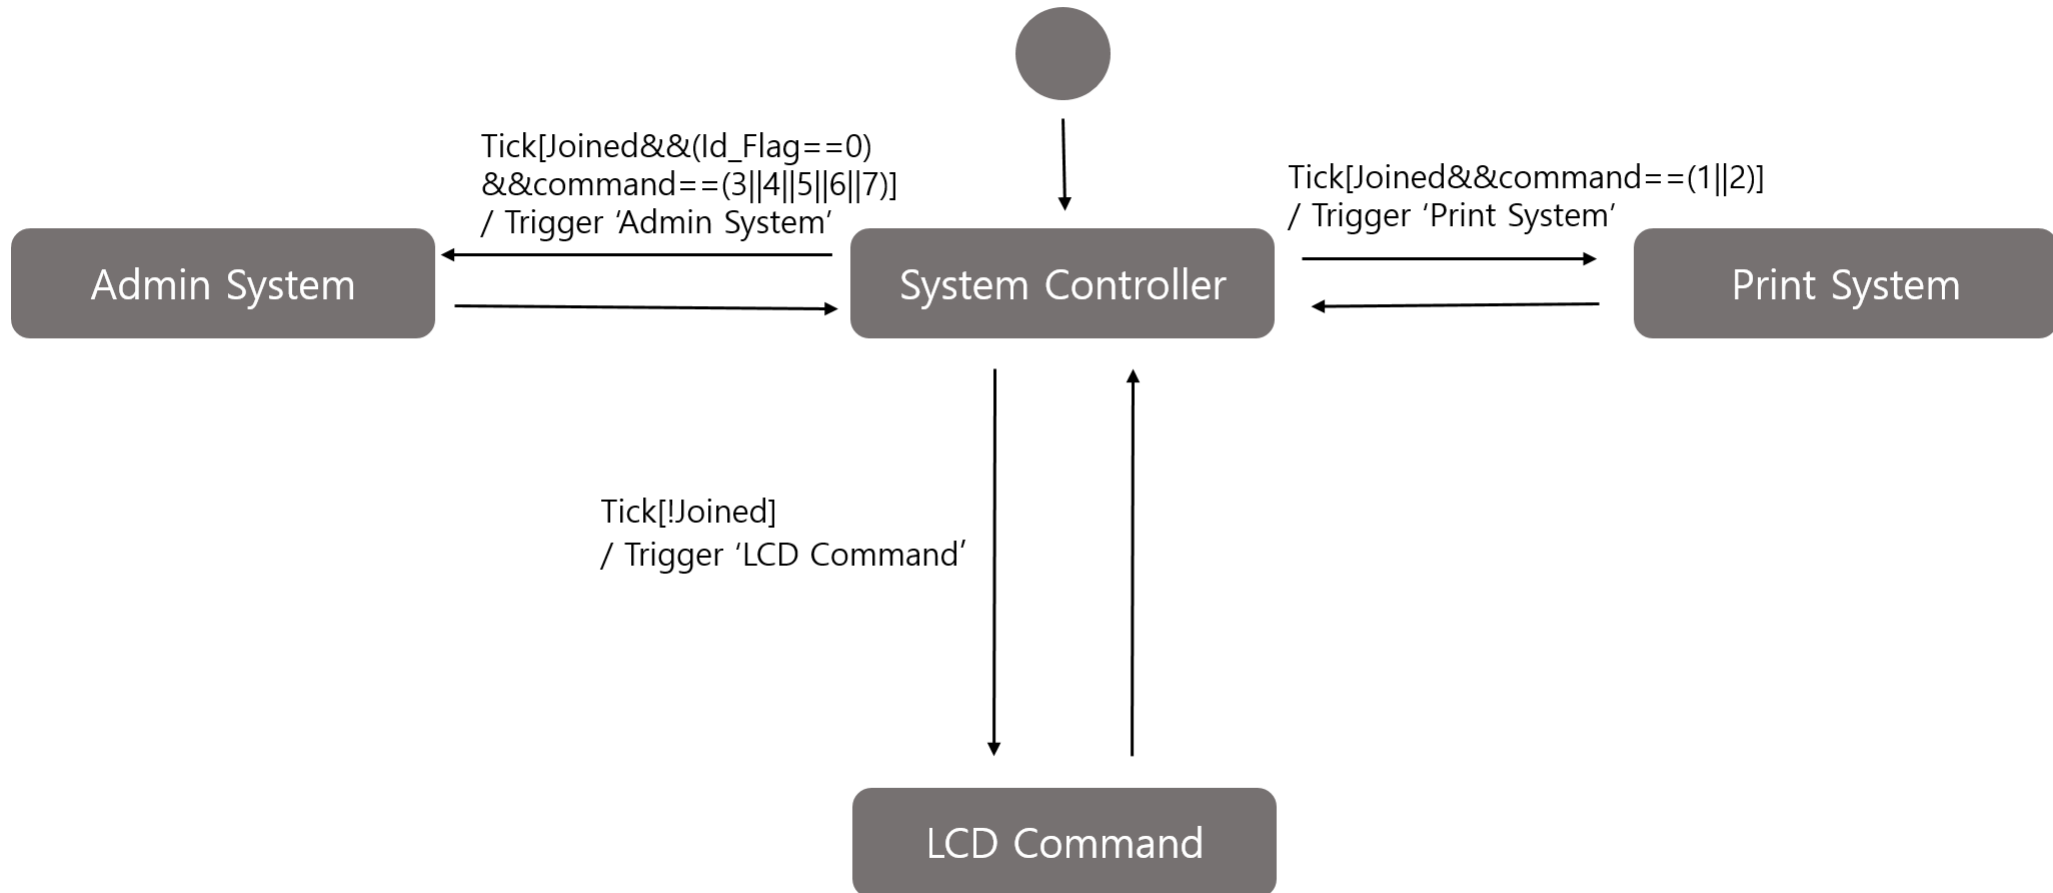 Tick[Joined&&(Id_Flag==0)
&&command==(3||4||5||6||7)]
/ Trigger ‘Admin System’
Tick[Joined&&command==(1||2)]
/ Trigger ‘Print System’
Admin System
System Controller
Print System
Tick[!Joined]
/ Trigger ‘LCD Command’
LCD Command